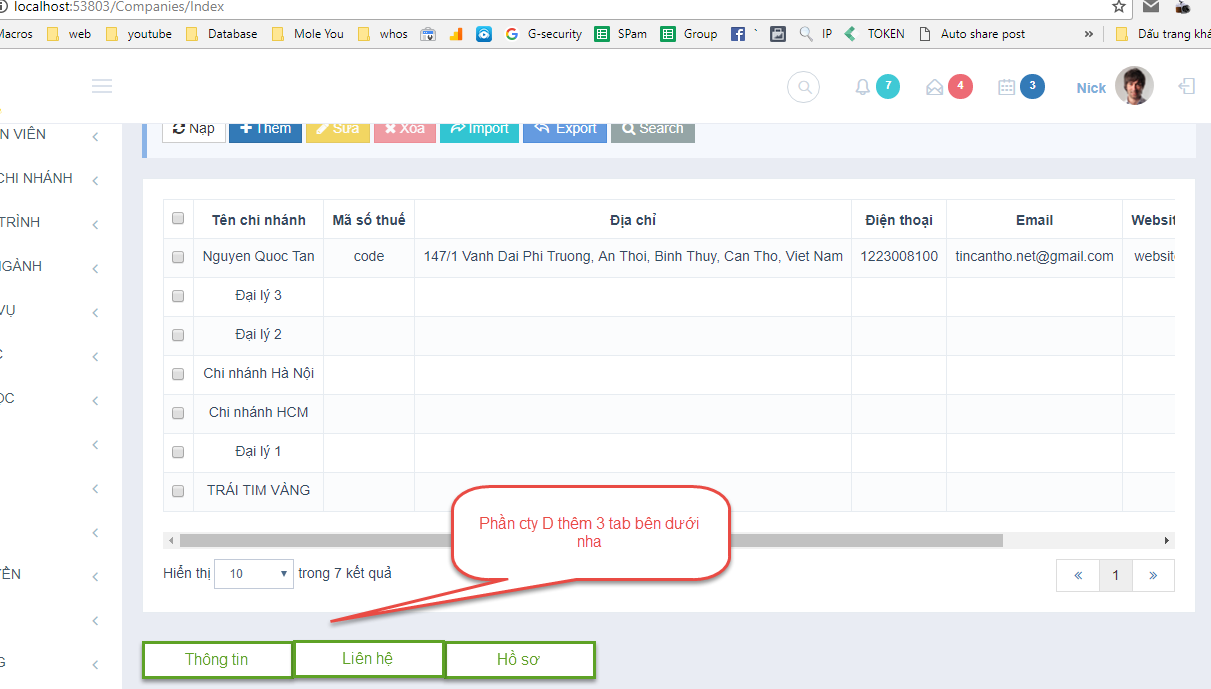 localhost:53803/Companies/Index
Macros web youtube Database Mole You whos G-security SPam Group IP TOKEN Auto share post » Dấu trang khá
7 4 3 Nick
N VIÊN
CHI NHÁNH
TRÌNH
NGÀNH
VỤ
C
ỌC
YỀN
G
Nạp Thêm Sửa Xóa Import Export Search
Tên chi nhánh Mã số thuế Địa chỉ Điện thoại Email Websit
Nguyen Quoc Tan code 147/1 Vanh Dai Phi Truong, An Thoi, Binh Thuy, Can Tho, Viet Nam 1223008100 tincantho.net@gmail.com websit
Đại lý 3
Đại lý 2
Chi nhánh Hà Nội
Chi nhánh HCM
Đại lý 1
TRÁI TIM VÀNG
Phần cty D thêm 3 tab bên dưới
nha
Hiển thị 10 trong 7 kết quả
« 1 »
Thông tin Liên hệ Hồ sơ